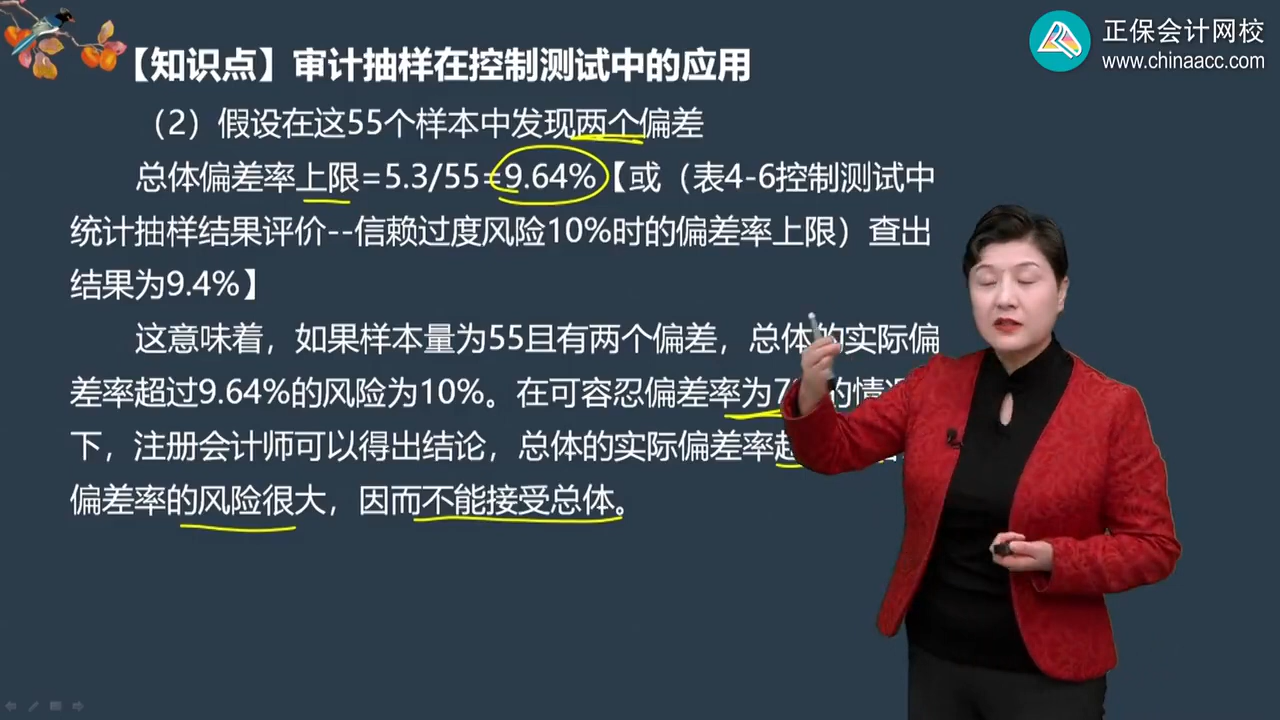 正保会计网校
www.chinaacc.com
【知识点】审计抽样在控制测试中的应用
（2）假设在这55个样本中发现两个偏差
总体偏差率上限=5.3/55=9.64%【或（表4-6控制测试中
统计抽样结果评价--信赖过度风险10%时的偏差率上限）查出
结果为9.4%】
这意味着，如果样本量为55且有两个偏差，总体的实际偏
差率超过9.64%的风险为10%。在可容忍偏差率为7 的情
下，注册会计师可以得出结论，总体的实际偏差率
偏差率的风险很大，因而不能接受总体。